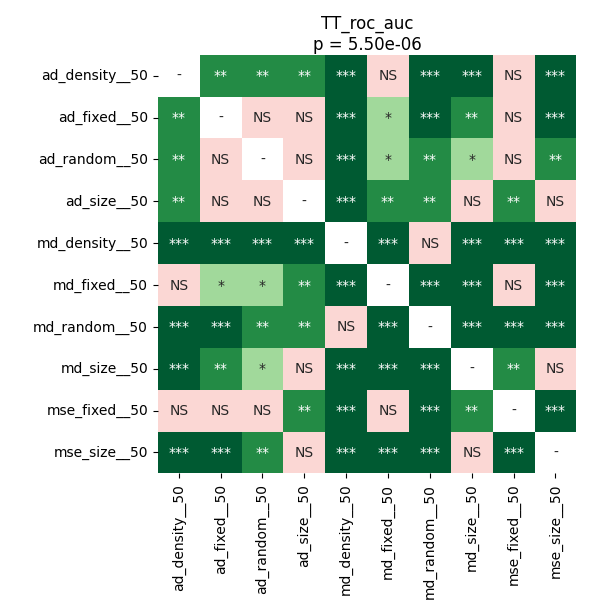 TT_roc_auc
p = 5.50e-06
ad_density__50 - ** ** ** *** NS *** *** NS ***
ad_fixed__50 ** - NS NS *** * *** ** NS ***
ad_random__50 ** NS - NS *** * ** * NS **
ad_size__50 ** NS NS - *** ** ** NS ** NS
md_density__50 *** *** *** *** - *** NS *** *** ***
md_fixed__50 NS * * ** *** - *** *** NS ***
md_random__50 *** *** ** ** NS *** - *** *** ***
md_size__50 *** ** * NS *** *** *** - ** NS
mse_fixed__50 NS NS NS ** *** NS *** ** - ***
mse_size__50 *** *** ** NS *** *** *** NS *** -
ad_density__50
ad_fixed__50
ad_random__50
ad_size__50
md_density__50
md_fixed__50
md_random__50
md_size__50
mse_fixed__50
mse_size__50